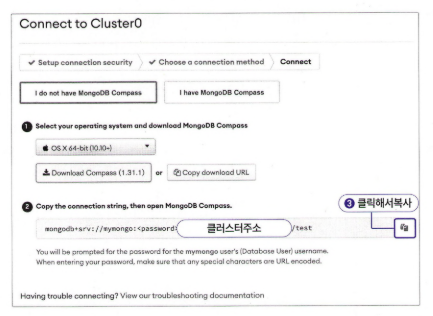 Connect to Cluster0
✔ Setup connection security
✔ Choose a connection method
Connect
I do not have MongoDB Compass
I have MongoDB Compass
1 Select your operating system and download MongoDB Compass
OS X 64-bit (10.10+)
Download Compass (1.31.1) or Copy download URL
2 Copy the connection string, then open MongoDB Compass.
❸ 클릭해서복사
mongodb+srv://mymongo:<password> 클러스터주소 /test
You will be prompted for the password for the mymongo user's (Database User) username.
When entering your password, make sure that any special characters are URL encoded.
Having trouble connecting? View our troubleshooting documentation